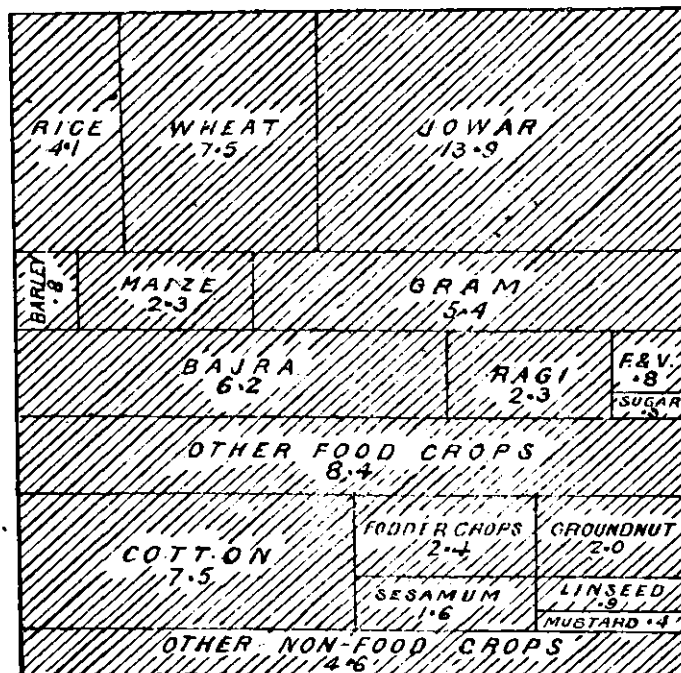 RICE
4·1
WHEAT
7·5
JOWAR
13·9
BARLEY
·8
MAIZE
2·3
GRAM
5·4
BAJRA
6·2
RAGI
2·3
F.& V.
·8
SUGAR
OTHER FOOD CROPS
8·4
COTTON
7·5
FODDER CROPS
2·4
GROUNDNUT
2·0
SESAMUM
1·6
LINSEED
·9
MUSTARD ·4
OTHER NON-FOOD CROPS
4·6